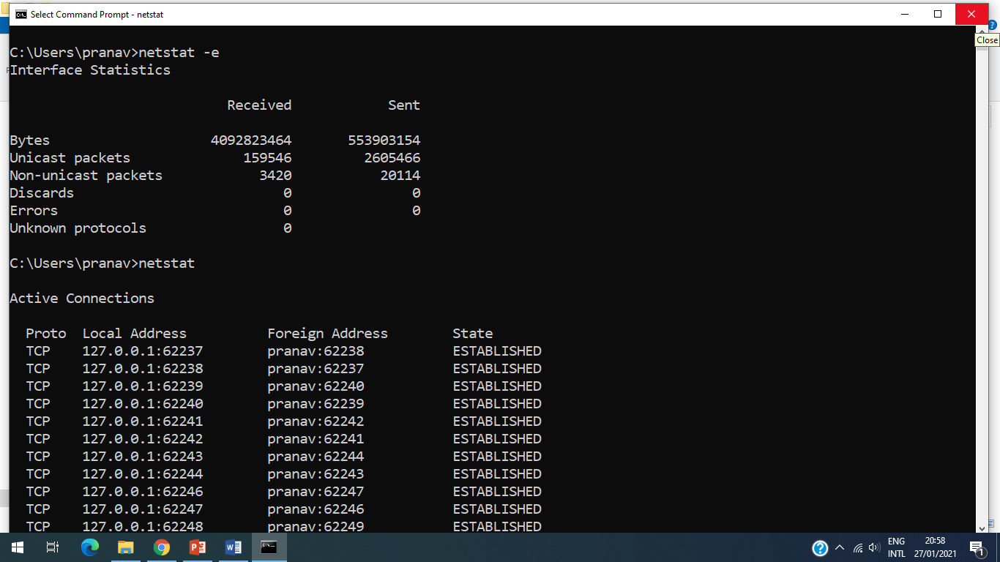 Select Command Prompt - netstat
Close
C:\Users\pranav>netstat -e
Interface Statistics
Received Sent
Bytes 4092823464 553903154
Unicast packets 159546 2605466
Non-unicast packets 3420 20114
Discards 0 0
Errors 0 0
Unknown protocols 0
C:\Users\pranav>netstat
Active Connections
Proto Local Address Foreign Address State
TCP 127.0.0.1:62237 pranav:62238 ESTABLISHED
TCP 127.0.0.1:62238 pranav:62237 ESTABLISHED
TCP 127.0.0.1:62239 pranav:62240 ESTABLISHED
TCP 127.0.0.1:62240 pranav:62239 ESTABLISHED
TCP 127.0.0.1:62241 pranav:62242 ESTABLISHED
TCP 127.0.0.1:62242 pranav:62241 ESTABLISHED
TCP 127.0.0.1:62243 pranav:62244 ESTABLISHED
TCP 127.0.0.1:62244 pranav:62243 ESTABLISHED
TCP 127.0.0.1:62246 pranav:62247 ESTABLISHED
TCP 127.0.0.1:62247 pranav:62246 ESTABLISHED
TCP 127.0.0.1:62248 pranav:62249 ESTABLISHED
ENG 20:58
INTL 27/01/2021 1